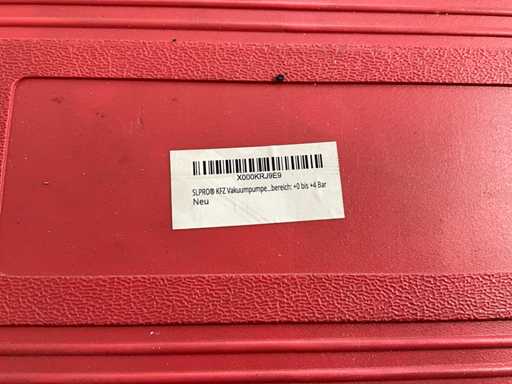 X000KRJ9E9
SLPRO® KFZ Vakuumpumpe...bereich: +0 bis +4 Bar
Neu